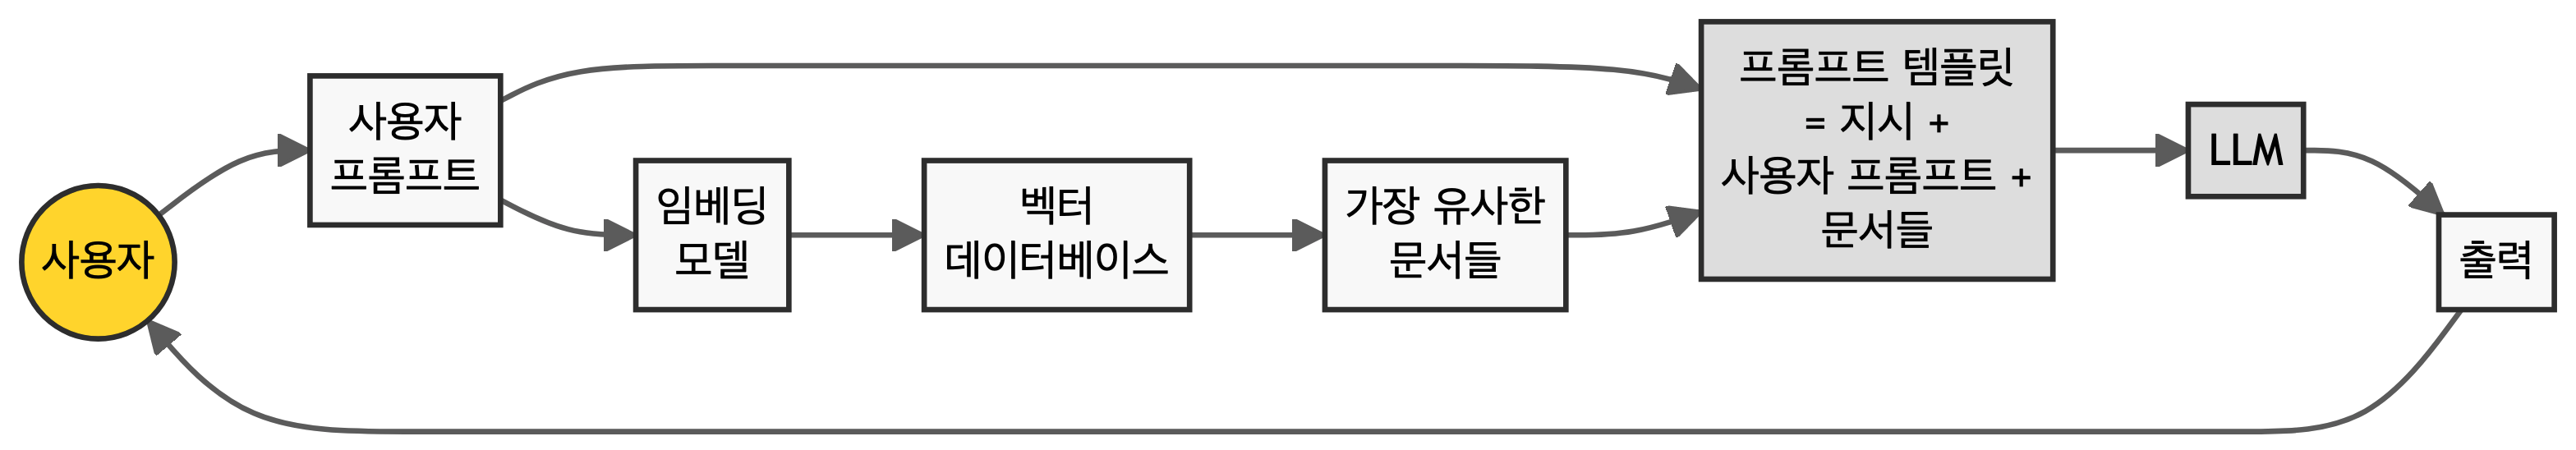 사용자
사용자
프롬프트
임베딩
모델
벡터
데이터베이스
가장 유사한
문서들
프롬프트 템플릿
= 지시 +
사용자 프롬프트 +
문서들
LLM
출력